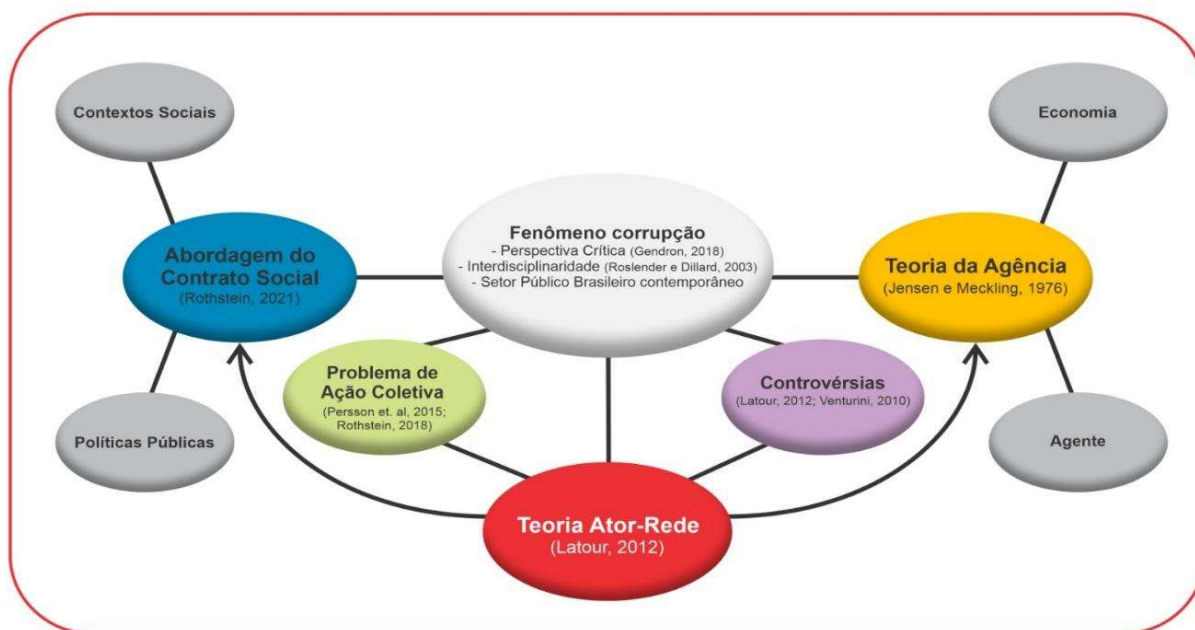 Contextos Sociais
Economia
Fenômeno corrupção
- Perspectiva Crítica (Gendron, 2018)
- Interdisciplinaridade (Roslender e Dillard, 2003)
- Setor Público Brasileiro contemporâneo
Abordagem do
Contrato Social
(Rothstein, 2021)
Teoria da Agência
(Jensen e Meckling, 1976)
Problema de
Ação Coletiva
(Persson et. al, 2015;
Rothstein, 2018)
Controvérsias
(Latour, 2012; Venturini, 2010)
Políticas Públicas
Agente
Teoria Ator-Rede
(Latour, 2012)